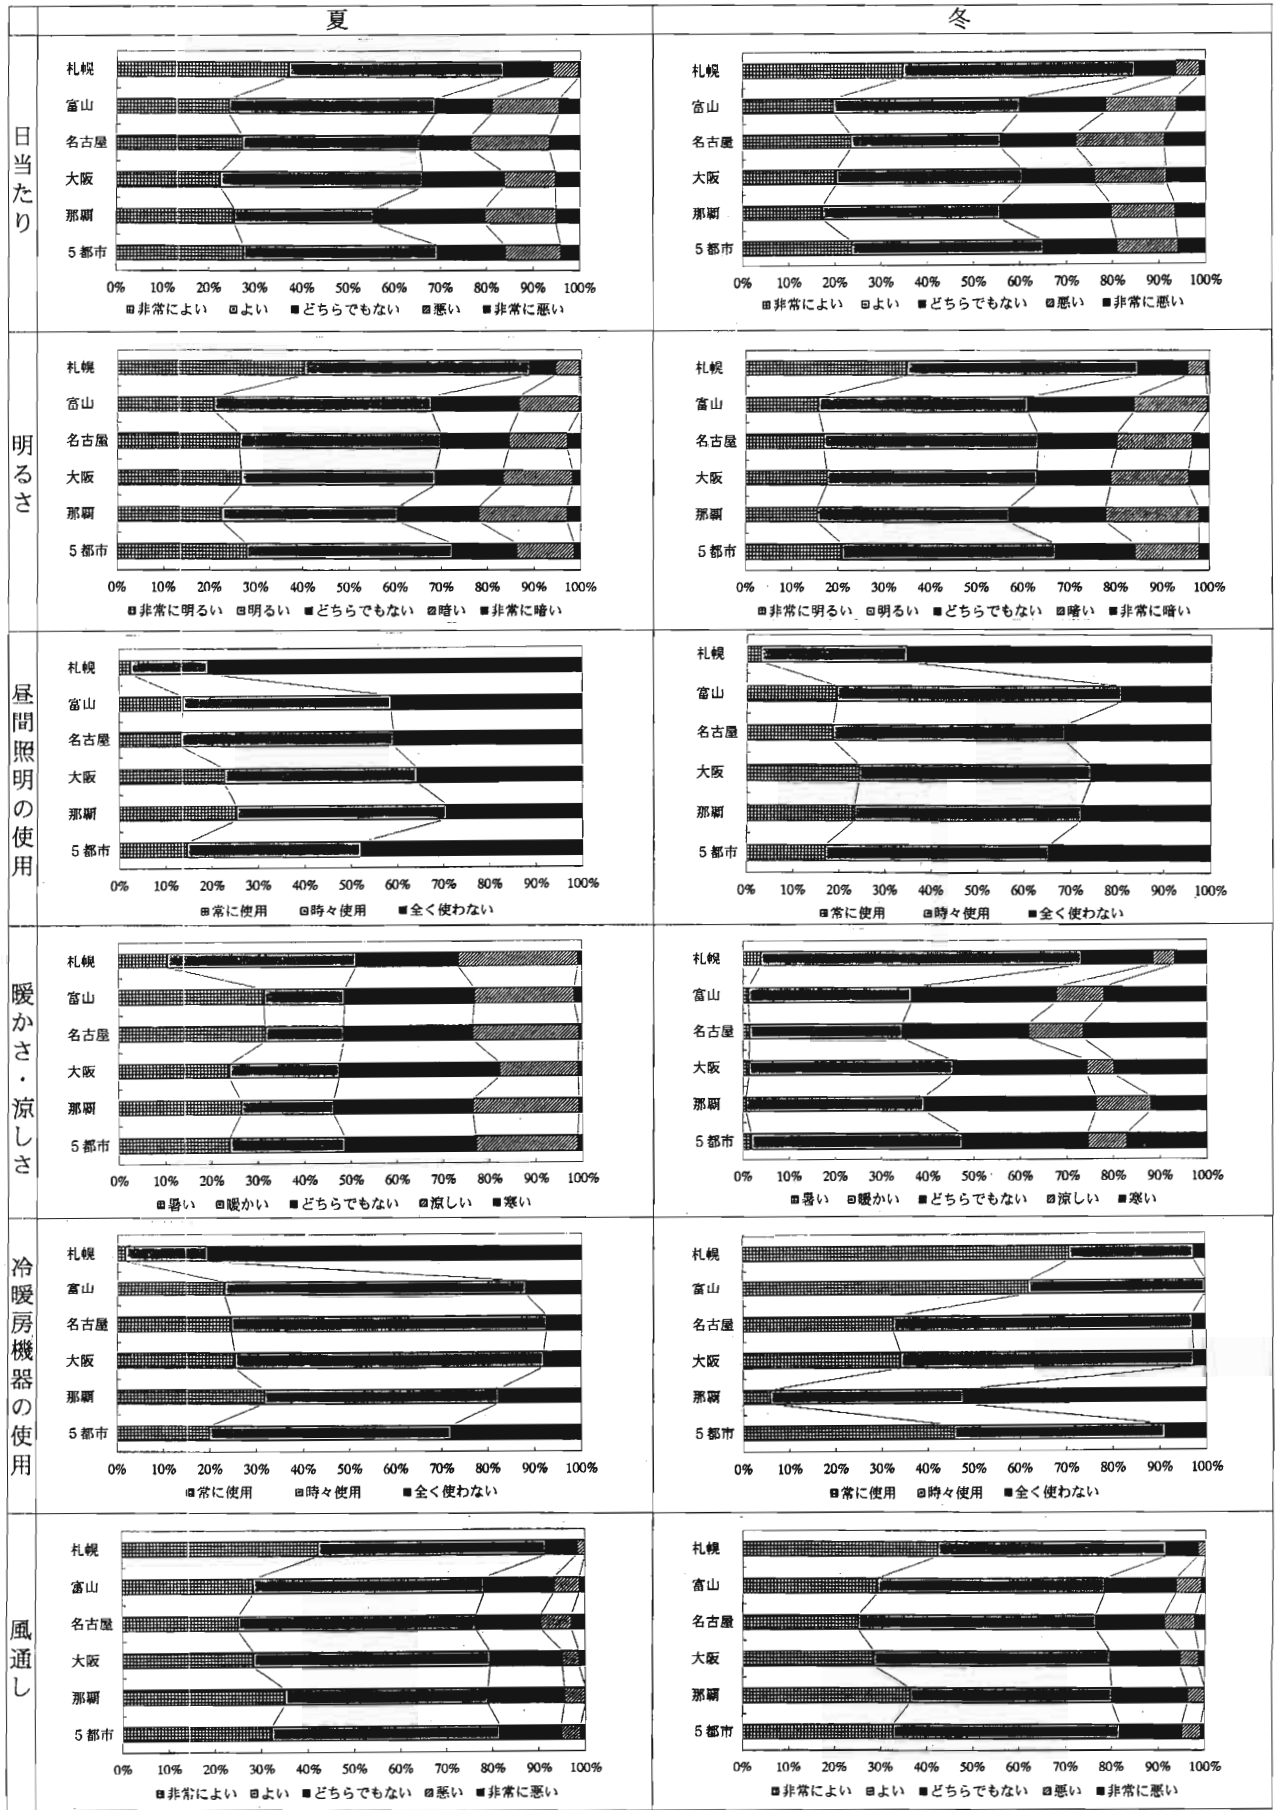 夏
冬
日当たり
札幌
富山
名古屋
大阪
那覇
5都市
0% 10% 20% 30% 40% 50% 60% 70% 80% 90% 100%
非常によい よい どちらでもない 悪い 非常に悪い
札幌
富山
名古屋
大阪
那覇
5都市
0% 10% 20% 30% 40% 50% 60% 70% 80% 90% 100%
非常によい よい どちらでもない 悪い 非常に悪い
明るさ
札幌
富山
名古屋
大阪
那覇
5都市
0% 10% 20% 30% 40% 50% 60% 70% 80% 90% 100%
非常に明るい 明るい どちらでもない 暗い 非常に暗い
札幌
富山
名古屋
大阪
那覇
5都市
0% 10% 20% 30% 40% 50% 60% 70% 80% 90% 100%
非常に明るい 明るい どちらでもない 暗い 非常に暗い
昼間照明の使用
札幌
富山
名古屋
大阪
那覇
5都市
0% 10% 20% 30% 40% 50% 60% 70% 80% 90% 100%
常に使用 時々使用 全く使わない
札幌
富山
名古屋
大阪
那覇
5都市
0% 10% 20% 30% 40% 50% 60% 70% 80% 90% 100%
常に使用 時々使用 全く使わない
暖かさ・涼しさ
札幌
富山
名古屋
大阪
那覇
5都市
0% 10% 20% 30% 40% 50% 60% 70% 80% 90% 100%
暑い 暖かい どちらでもない 涼しい 寒い
札幌
富山
名古屋
大阪
那覇
5都市
0% 10% 20% 30% 40% 50% 60% 70% 80% 90% 100%
暑い 暖かい どちらでもない 涼しい 寒い
冷暖房機器の使用
札幌
富山
名古屋
大阪
那覇
5都市
0% 10% 20% 30% 40% 50% 60% 70% 80% 90% 100%
常に使用 時々使用 全く使わない
札幌
富山
名古屋
大阪
那覇
5都市
0% 10% 20% 30% 40% 50% 60% 70% 80% 90% 100%
常に使用 時々使用 全く使わない
風通し
札幌
富山
名古屋
大阪
那覇
5都市
0% 10% 20% 30% 40% 50% 60% 70% 80% 90% 100%
非常によい よい どちらでもない 悪い 非常に悪い
札幌
富山
名古屋
大阪
那覇
5都市
0% 10% 20% 30% 40% 50% 60% 70% 80% 90% 100%
非常によい よい どちらでもない 悪い 非常に悪い